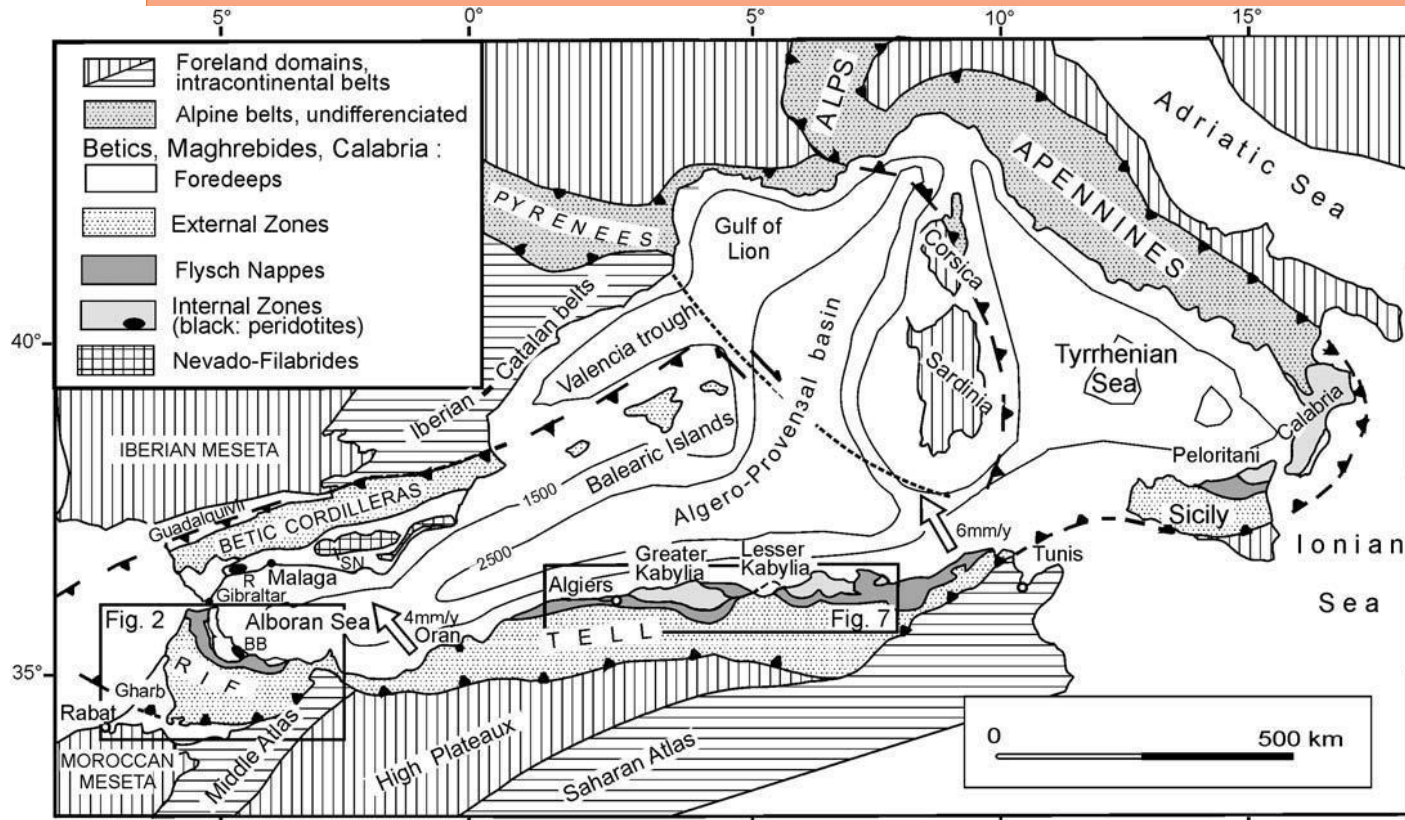 5°
0°
5°
10°
15°
Foreland domains,
intracontinental belts
Alpine belts, undifferenciated
Betics, Maghrebides, Calabria :
Foredeeps
External Zones
Flysch Nappes
Internal Zones
(black: peridotites)
Nevado-Filabrides
ALPS
Adriatic Sea
APENNINES
PYRENEES
Gulf of
Lion
Corsica
Iberian Catalan belts
Valencia trough
40°
Tyrrhenian
Sea
Sardinia
Algero-Provenзal basin
Calabria
IBERIAN MESETA
Balearic Islands
Peloritani
1500
Guadalquivir
BETIC CORDILLERAS
Sicily
2500
6mm/y
SN
Ionian
Sea
Tunis
R
Malaga
Greater
Kabylia
Lesser
Kabylia
Gibraltar
Algiers
Fig. 2
Alboran Sea
4mm/y
Oran
Fig. 7
BB
TELL
35°
RIF
Gharb
Rabat
0
500 km
MOROCCAN
MESETA
Middle Atlas
High Plateaux
Saharan Atlas